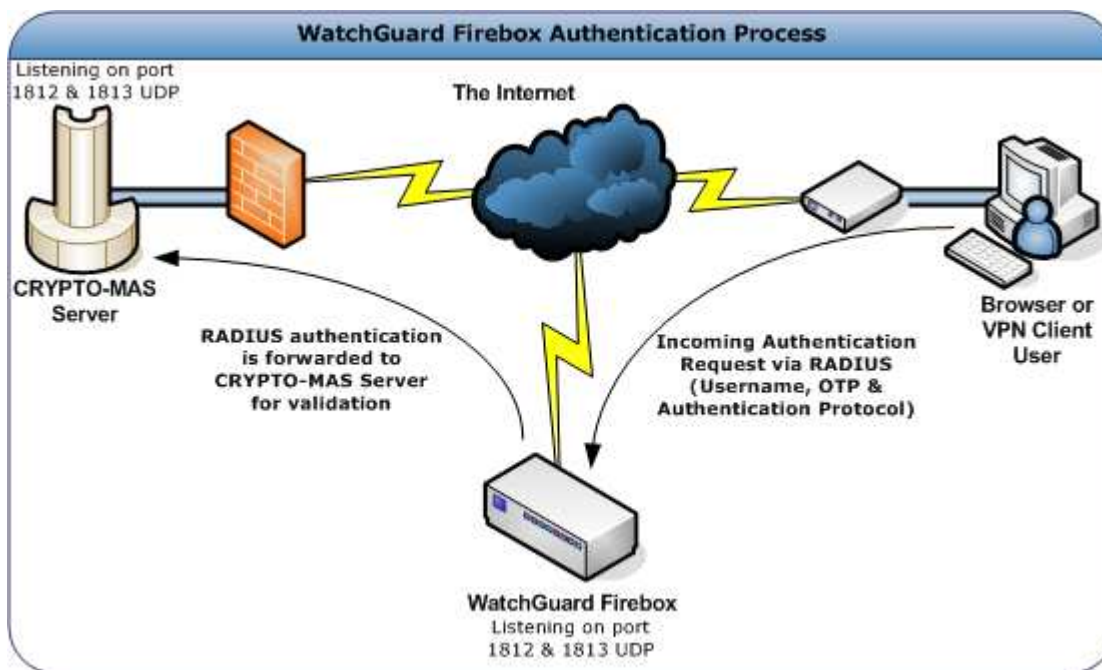 WatchGuard Firebox Authentication Process
Listening on port
1812 & 1813 UDP
The Internet
CRYPTO-MAS
Server
RADIUS authentication
is forwarded to
CRYPTO-MAS Server
for validation
Incoming Authentication
Request via RADIUS
(Username, OTP &
Authentication Protocol)
Browser or
VPN Client
User
WatchGuard Firebox
Listening on port
1812 & 1813 UDP